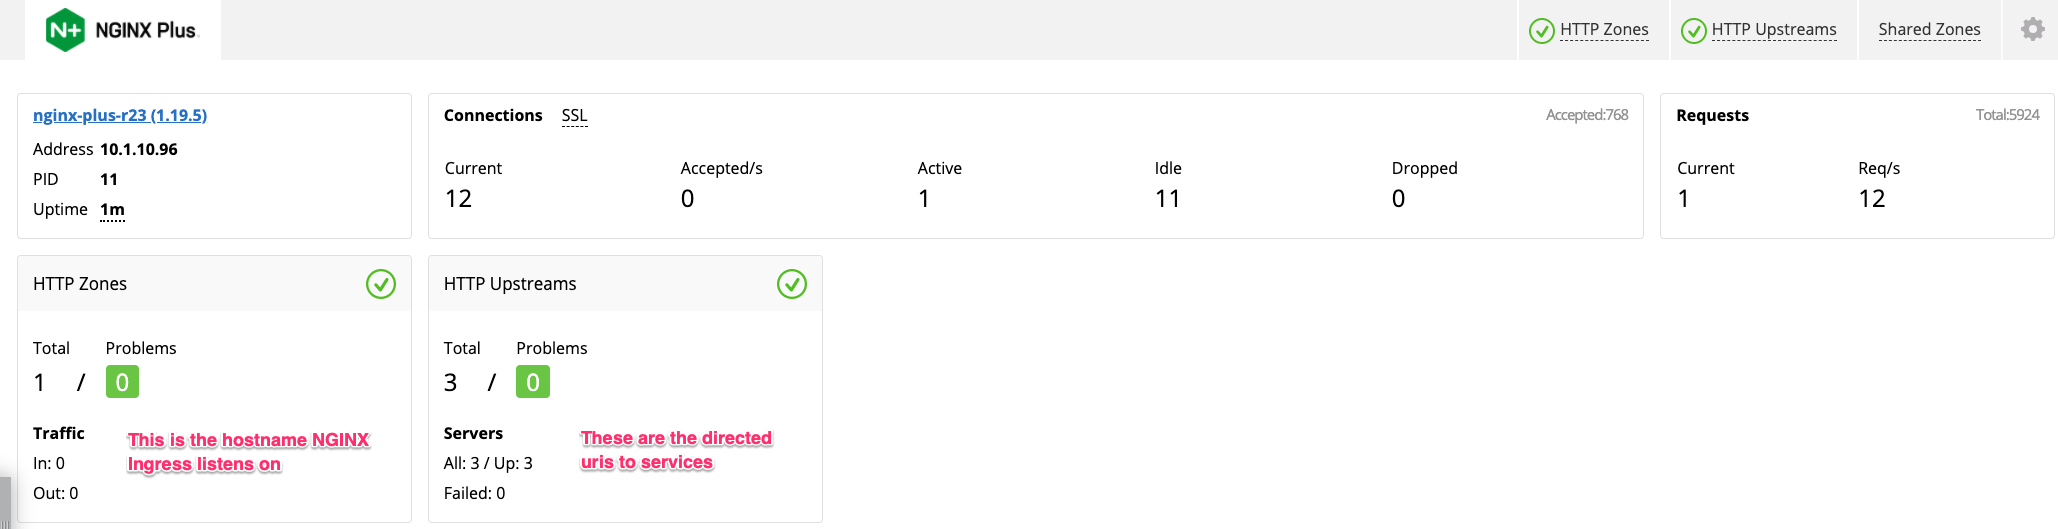 N+ NGINX Plus
HTTP Zones
HTTP Upstreams
Shared Zones
nginx-plus-r23 (1.19.5)
Address 10.1.10.96
PID 11
Uptime 1m
Connections SSL Accepted:768
Current Accepted/s Active Idle Dropped
12 0 1 11 0
Requests Total:5924
Current Req/s
1 12
HTTP Zones
Total Problems
1 / 0
Traffic
In: 0
Out: 0
This is the hostname NGINX
Ingress listens on
HTTP Upstreams
Total Problems
3 / 0
Servers
All: 3 / Up: 3
Failed: 0
These are the directed
uris to services